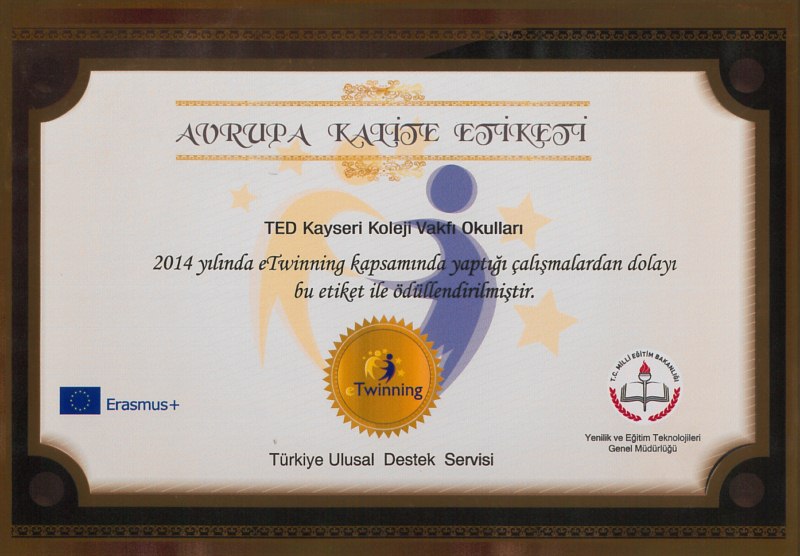 AVRUPA KALİTE ETİKETİ
TED Kayseri Koleji Vakfı Okulları
2014 yılında eTwinning kapsamında yaptığı çalışmalardan dolayı
bu etiket ile ödüllendirilmiştir.
eTwinning
Erasmus+
T.C. MİLLİ EĞİTİM BAKANLIĞI
Yenilik ve Eğitim Teknolojileri
Genel Müdürlüğü
Türkiye Ulusal Destek Servisi